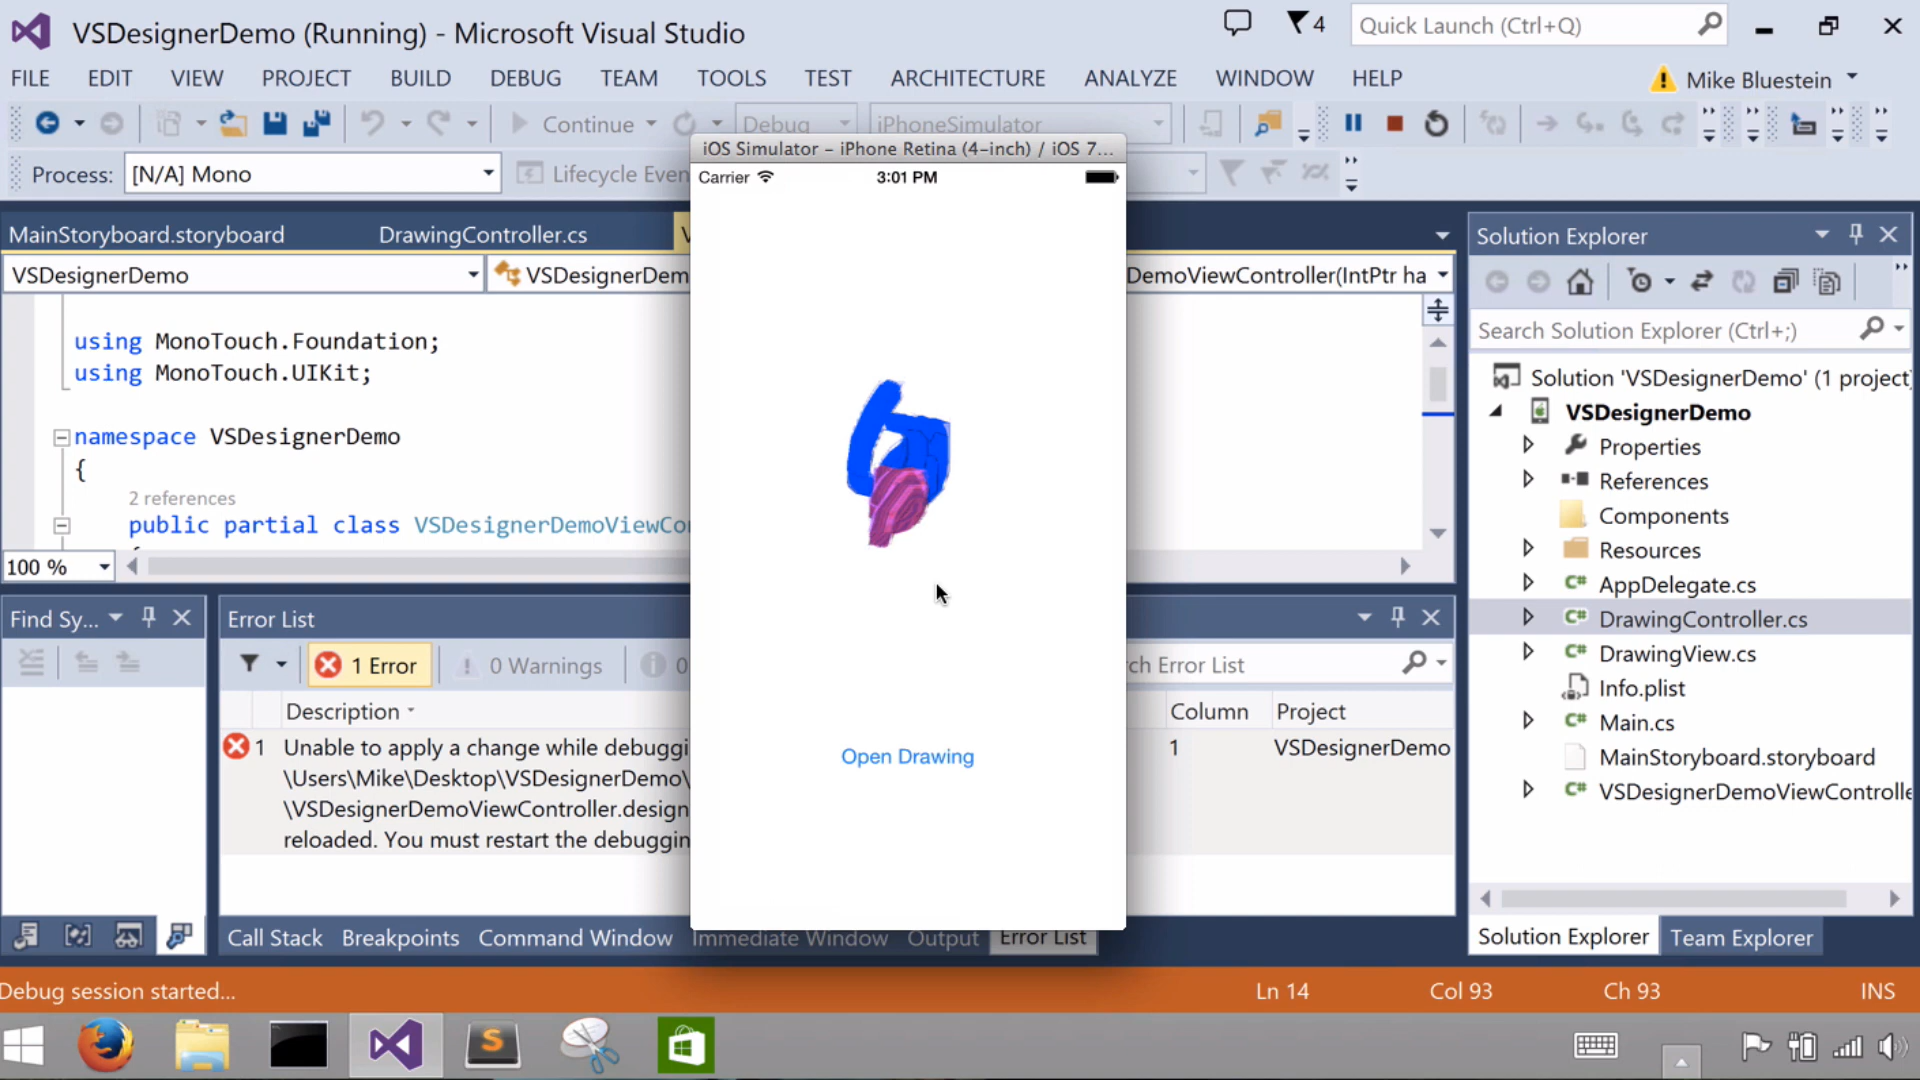 VSDesignerDemo (Running) - Microsoft Visual Studio
4
Quick Launch (Ctrl+Q)
FILE EDIT VIEW PROJECT BUILD DEBUG TEAM TOOLS TEST ARCHITECTURE ANALYZE WINDOW HELP
Mike Bluestein
Continue
Debug
iPhoneSimulator
Process: [N/A] Mono
Lifecycle Even
iOS Simulator - iPhone Retina (4-inch) / iOS 7...
Carrier 3:01 PM
Open Drawing
MainStoryboard.storyboard DrawingController.cs
VSDesignerDemo
VSDesignerDem
DemoViewController(IntPtr ha
using MonoTouch.Foundation;
using MonoTouch.UIKit;
namespace VSDesignerDemo
{
2 references
public partial class VSDesignerDemoViewCo
100 %
Find Sy...
Error List
1 Error 0 Warnings 0
ch Error List
Description Column Project
1 Unable to apply a change while debuggi 1 VSDesignerDemo
\Users\Mike\Desktop\VSDesignerDemo\
\VSDesignerDemoViewController.design
reloaded. You must restart the debuggin
Call Stack Breakpoints Command Window Immediate Window Output Error List
Solution Explorer
Search Solution Explorer (Ctrl+;)
Solution 'VSDesignerDemo' (1 project
VSDesignerDemo
Properties
References
Components
Resources
AppDelegate.cs
DrawingController.cs
DrawingView.cs
Info.plist
Main.cs
MainStoryboard.storyboard
VSDesignerDemoViewControlle
Solution Explorer Team Explorer
Debug session started...
Ln 14 Col 93 Ch 93 INS